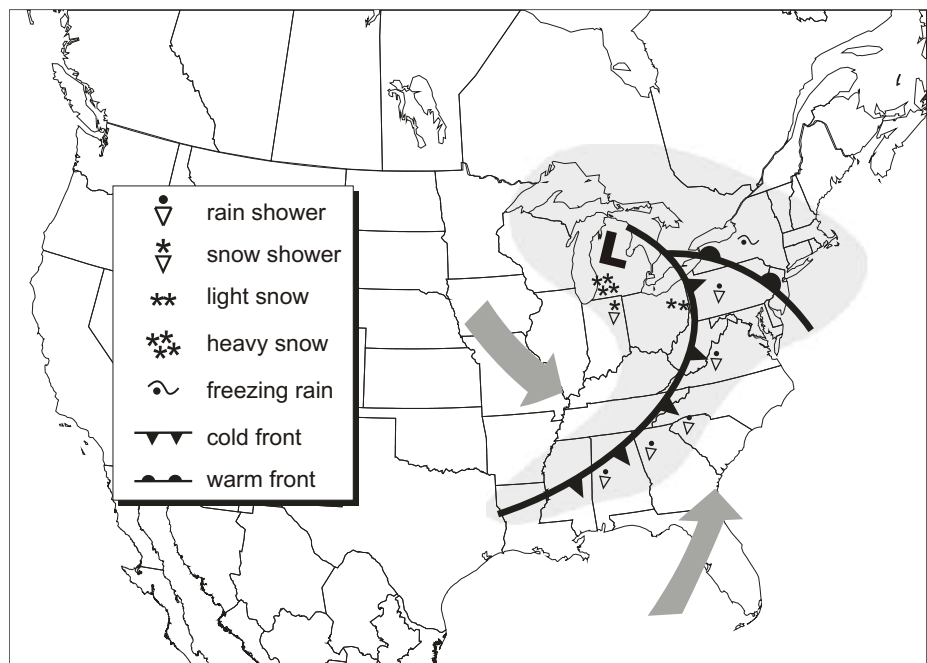 rain shower
snow shower
light snow
heavy snow
freezing rain
cold front
warm front
L